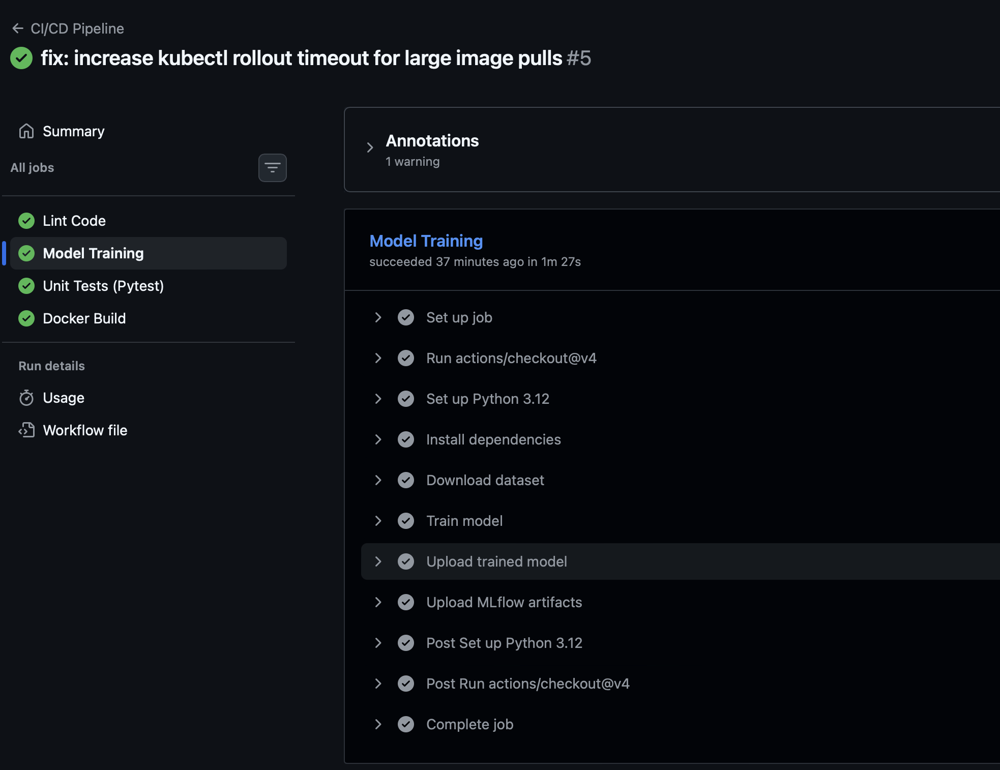 CI/CD Pipeline
fix: increase kubectl rollout timeout for large image pulls #5
Summary
All jobs
Lint Code
Model Training
Unit Tests (Pytest)
Docker Build
Run details
Usage
Workflow file
Annotations
1 warning
Model Training
succeeded 37 minutes ago in 1m 27s
Set up job
Run actions/checkout@v4
Set up Python 3.12
Install dependencies
Download dataset
Train model
Upload trained model
Upload MLflow artifacts
Post Set up Python 3.12
Post Run actions/checkout@v4
Complete job